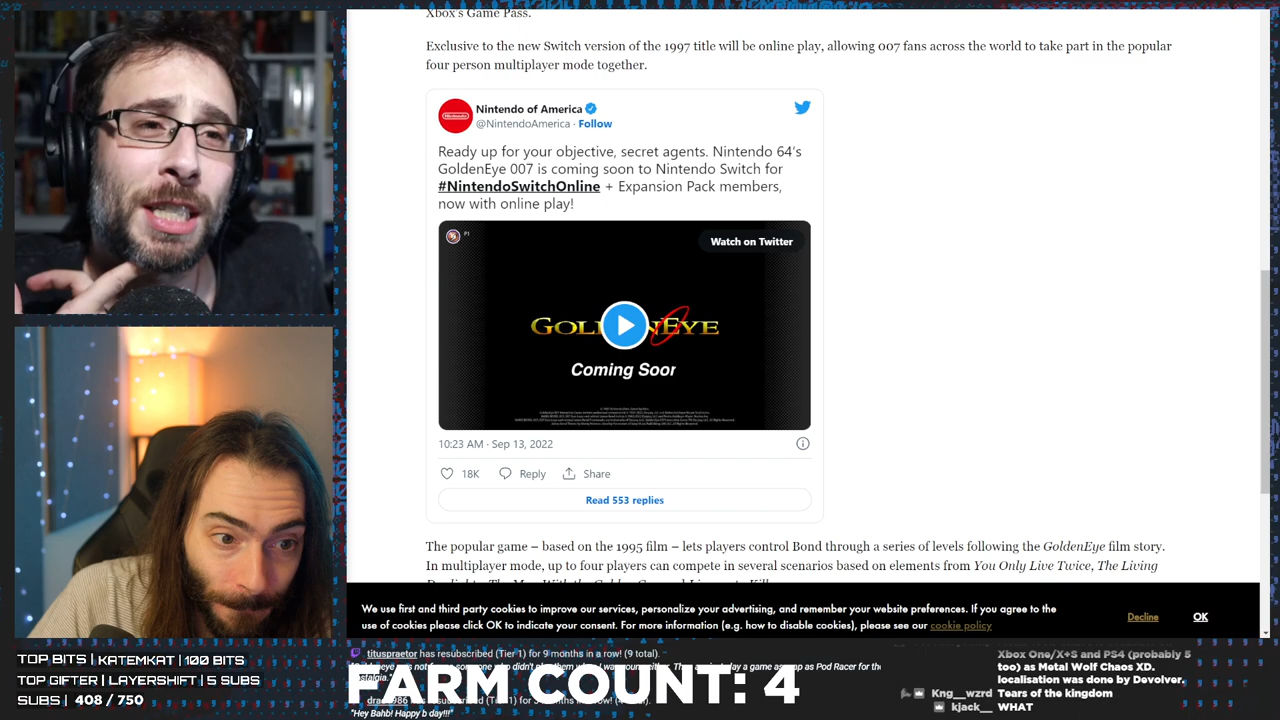 Xbox's Game Pass.
Exclusive to the new Switch version of the 1997 title will be online play, allowing 007 fans across the world to take part in the popular
four person multiplayer mode together.
Nintendo of America
@NintendoAmerica · Follow
Ready up for your objective, secret agents. Nintendo 64's
GoldenEye 007 is coming soon to Nintendo Switch for
#NintendoSwitchOnline + Expansion Pack members,
now with online play!
P1
Watch on Twitter
GOLDENEYE
Coming Soon
10:23 AM · Sep 13, 2022
18K Reply Share
Read 553 replies
The popular game – based on the 1995 film – lets players control Bond through a series of levels following the GoldenEye film story.
In multiplayer mode, up to four players can compete in several scenarios based on elements from You Only Live Twice, The Living
We use first and third party cookies to improve our services, personalize your advertising, and remember your website preferences. If you agree to the
use of cookies please click OK to indicate your consent. For more information (e.g. how to disable cookies), please see our cookie policy
Decline
OK
TOP BITS | KATEMKAT | 100 BITS
TOP GIFTER | LAYERSHIFT | 5 SUBS
SUBS | 408 / 750
tituspraetor has resubscribed (Tier 1) for 9 months in a row! (9 total).
FARM COUNT: 4
"Hey Bahb! Happy b day!!!"
Xbox One/X+S and PS4 (probably 5
too) as Metal Wolf Chaos XD.
localisation was done by Devolver.
Kng__wzrd Tears of the kingdom
kjack__ WHAT